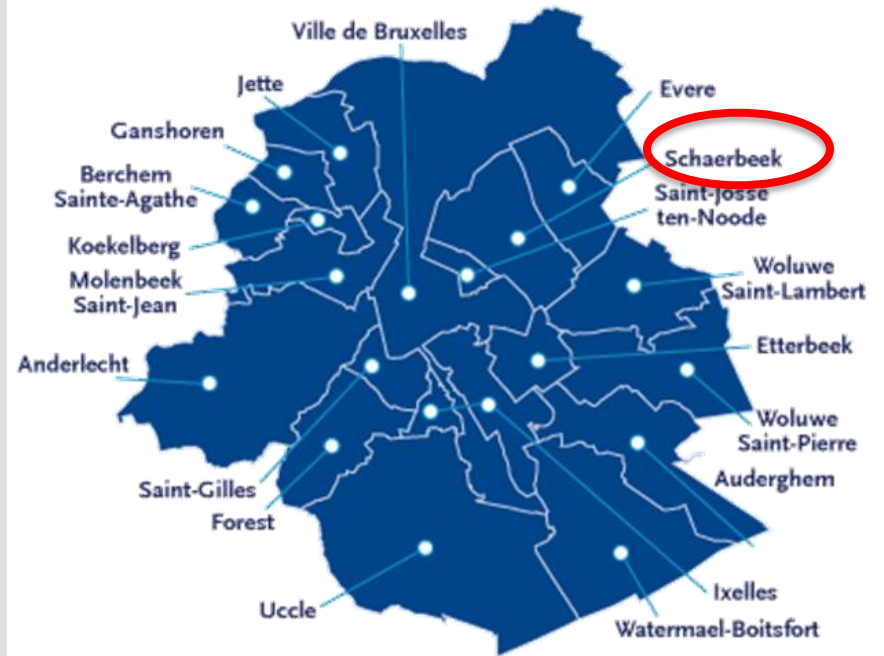 Ville de Bruxelles
Jette
Evere
Ganshoren
Schaerbeek
Berchem
Sainte-Agathe
Saint-Josse
ten-Noode
Koekelberg
Molenbeek
Saint-Jean
Woluwe
Saint-Lambert
Anderlecht
Etterbeek
Woluwe
Saint-Pierre
Auderghem
Saint-Gilles
Forest
Ixelles
Uccle
Watermael-Boitsfort